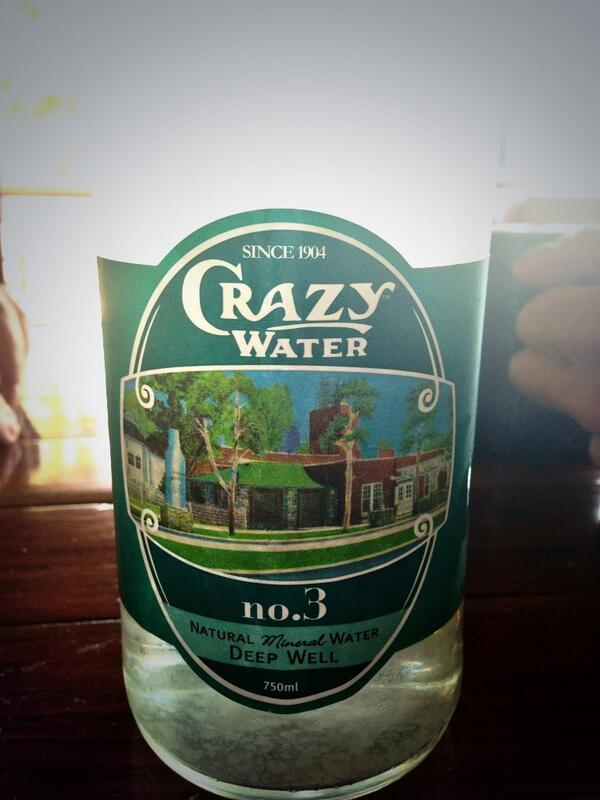 SINCE 1904
CRAZY
WATER
no.3
NATURAL Mineral WATER
DEEP WELL
750ml